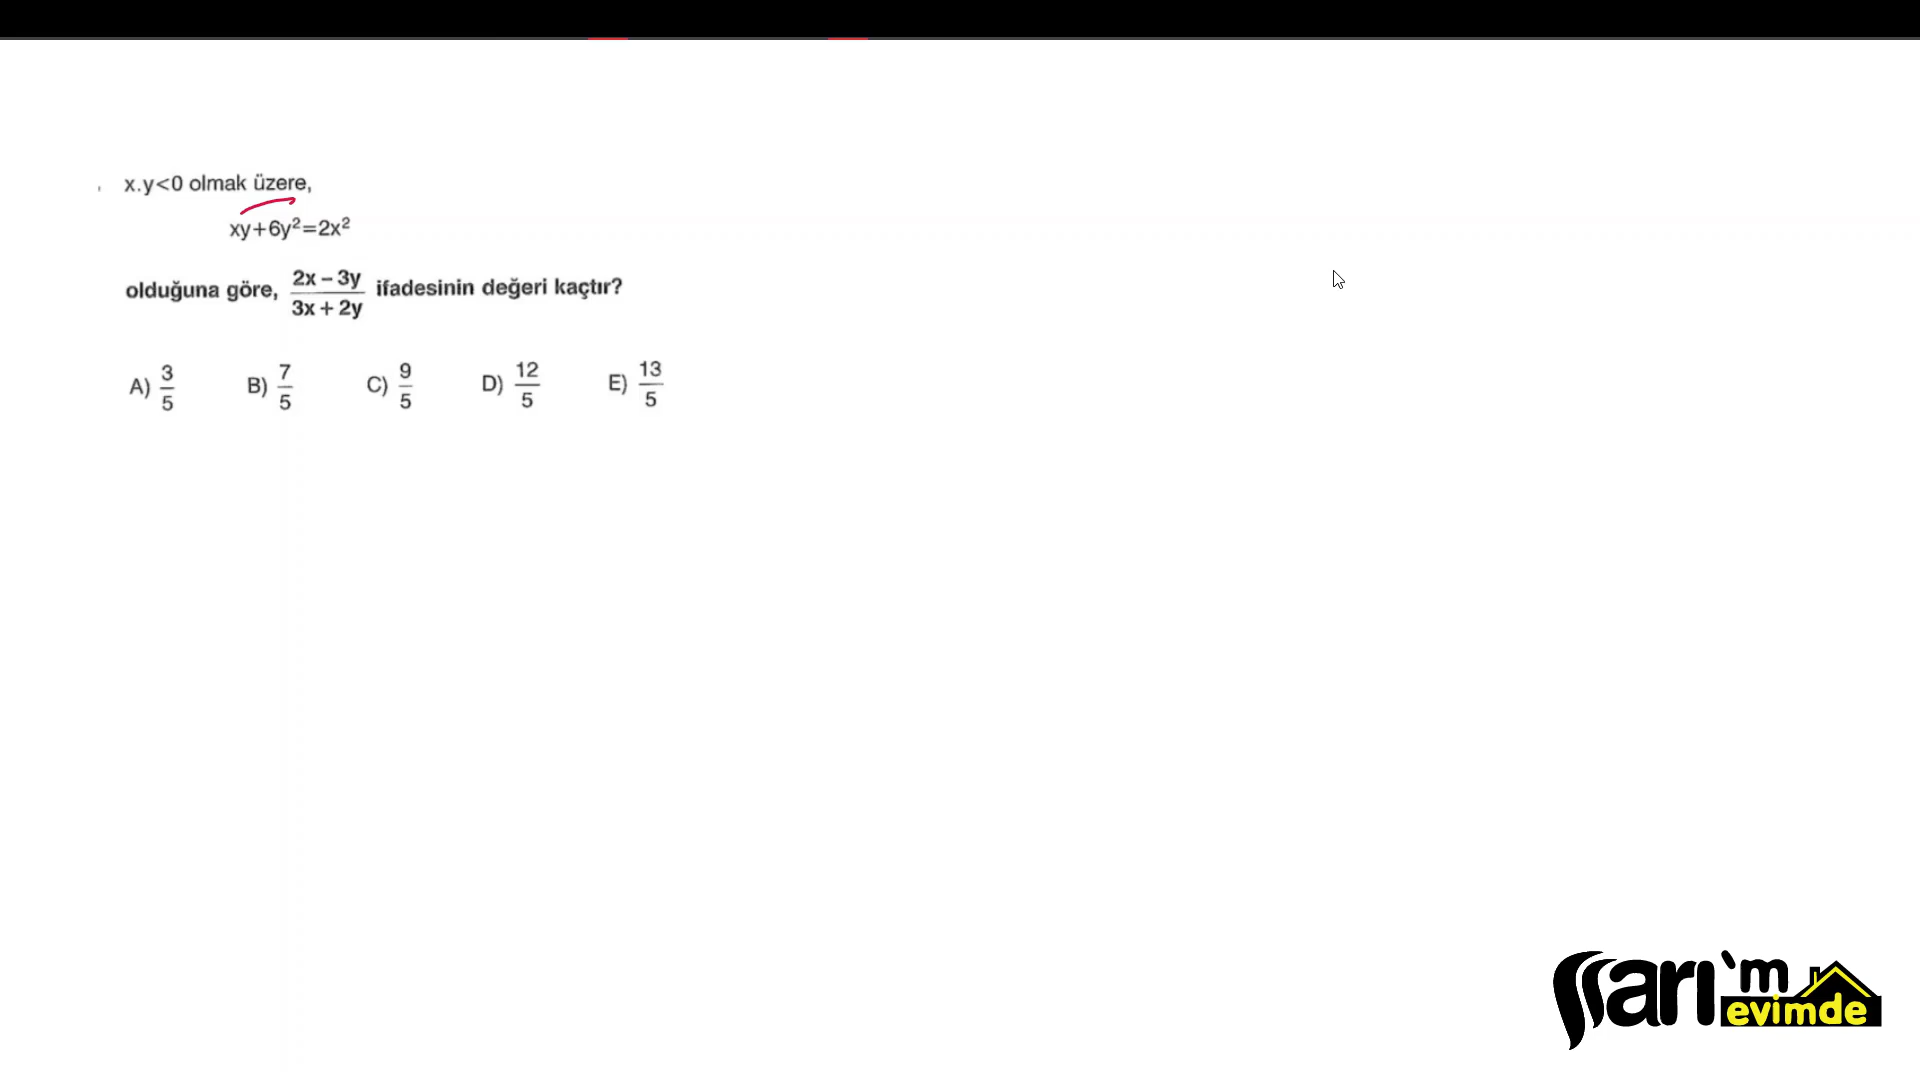 x.y<0 olmak üzere,
xy+6y²=2x²
olduğuna göre, (2x – 3y)/(3x + 2y) ifadesinin değeri kaçtır?
A) 3/5 B) 7/5 C) 9/5 D) 12/5 E) 13/5
sarı'm
evimde